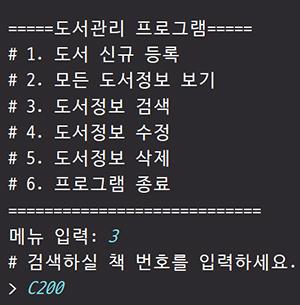 =====도서관리 프로그램=====
# 1. 도서 신규 등록
# 2. 모든 도서정보 보기
# 3. 도서정보 검색
# 4. 도서정보 수정
# 5. 도서정보 삭제
# 6. 프로그램 종료
============================
메뉴 입력: 3
# 검색하실 책 번호를 입력하세요.
> C200